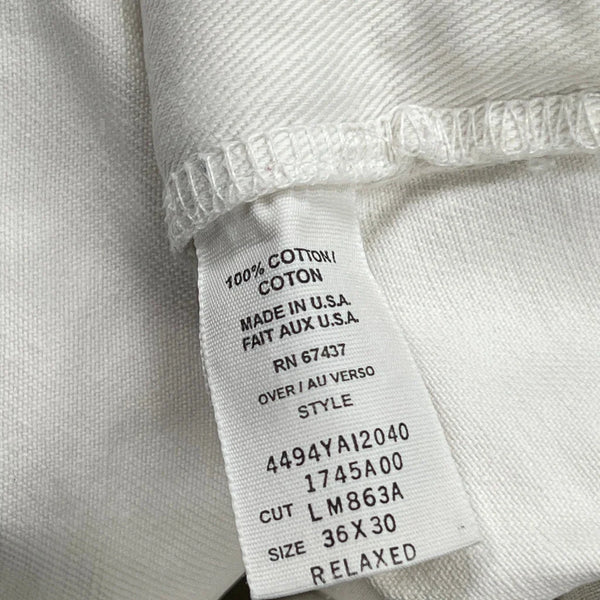 100% COTTON/
COTON
MADE IN U.S.A.
FAIT AUX U.S.A.
RN 67437
OVER / AU VERSO
STYLE
4494YAI2040
1745A00
CUT LM863A
SIZE 36X30
RELAXED